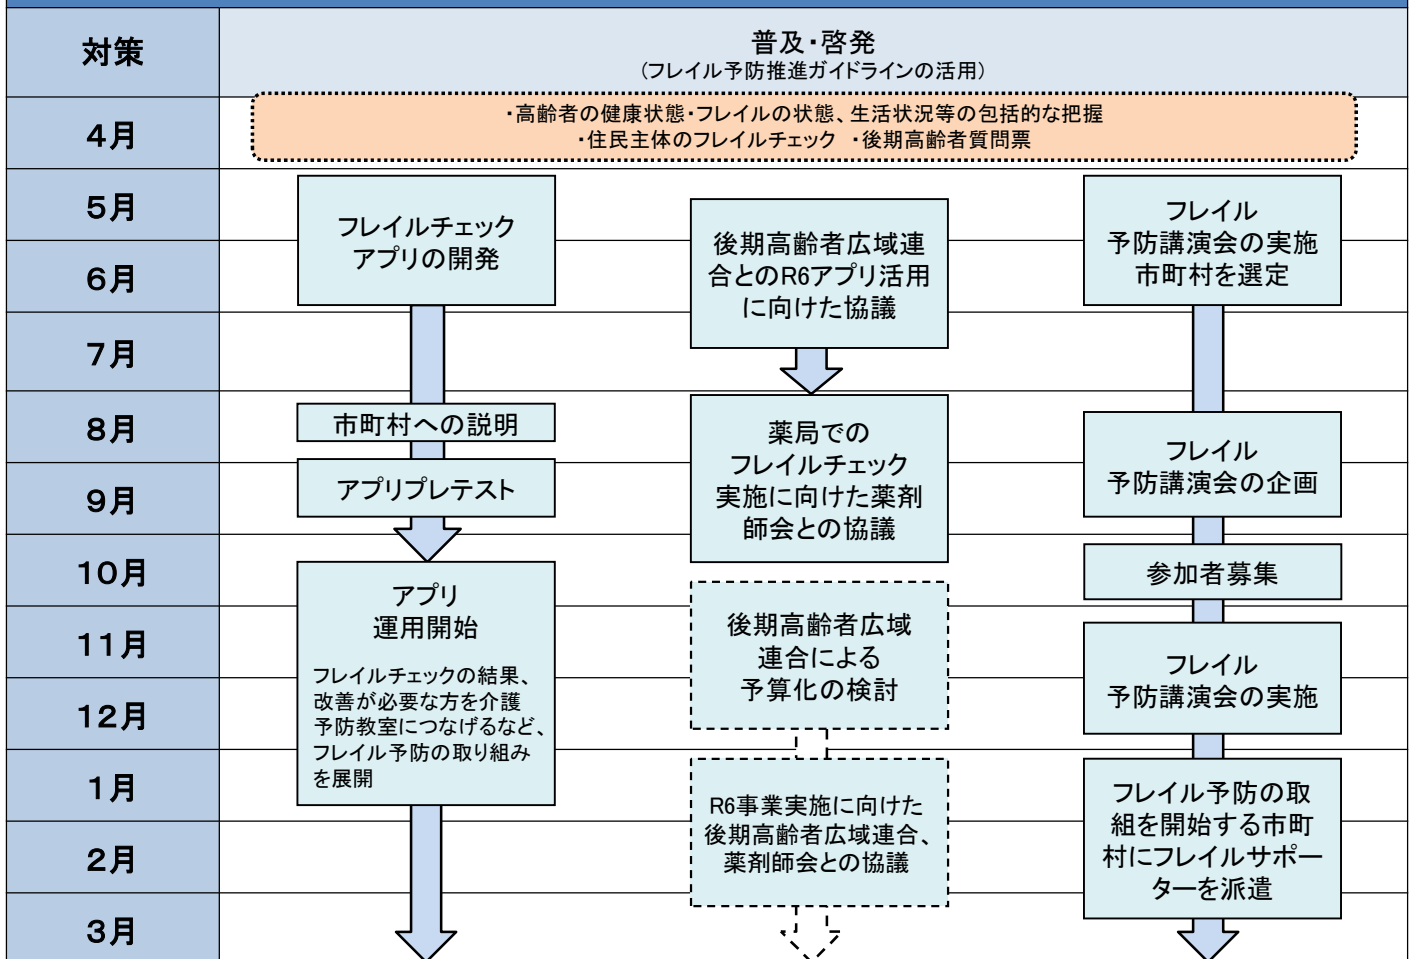 対策
普及・啓発
(フレイル予防推進ガイドラインの活用)
4月
・高齢者の健康状態・フレイルの状態、生活状況等の包括的な把握
・住民主体のフレイルチェック　・後期高齢者質問票
5月
6月
7月
8月
9月
10月
11月
12月
1月
2月
3月
フレイルチェック
アプリの開発
市町村への説明
アプリプレテスト
アプリ
運用開始
フレイルチェックの結果、
改善が必要な方を介護
予防教室につなげるなど、
フレイル予防の取り組み
を展開
後期高齢者広域連
合とのR6アプリ活用
に向けた協議
薬局での
フレイルチェック
実施に向けた薬剤
師会との協議
後期高齢者広域
連合による
予算化の検討
R6事業実施に向けた
後期高齢者広域連合、
薬剤師会との協議
フレイル
予防講演会の実施
市町村を選定
フレイル
予防講演会の企画
参加者募集
フレイル
予防講演会の実施
フレイル予防の取
組を開始する市町
村にフレイルサポー
ターを派遣